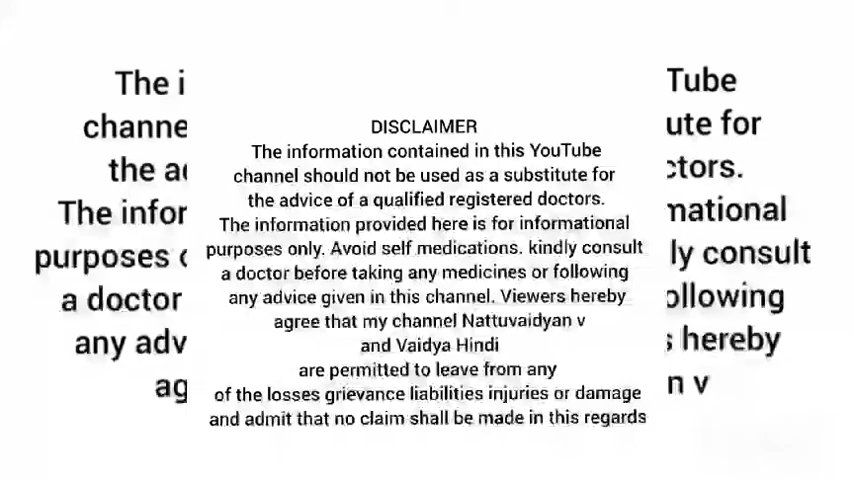 DISCLAIMER
The information contained in this YouTube
channel should not be used as a substitute for
the advice of a qualified registered doctors.
The information provided here is for informational
purposes only. Avoid self medications. kindly consult
a doctor before taking any medicines or following
any advice given in this channel. Viewers hereby
agree that my channel Nattuvaidyan v
and Vaidya Hindi
are permitted to leave from any
of the losses grievance liabilities injuries or damage
and admit that no claim shall be made in this regards